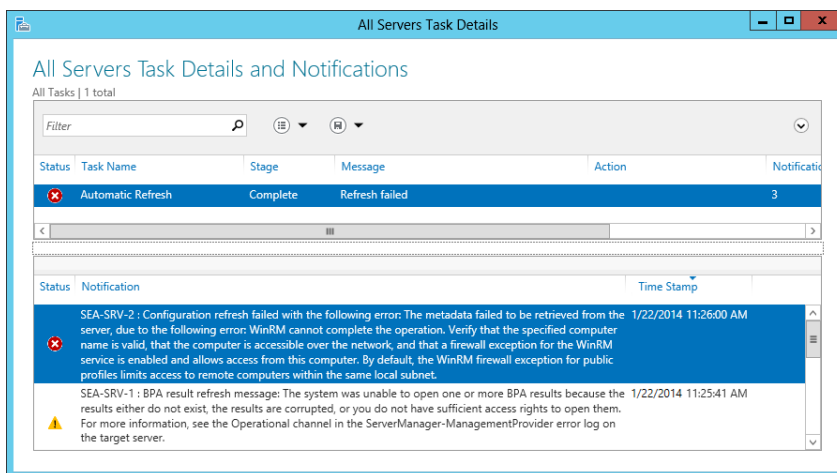 All Servers Task Details
All Servers Task Details and Notifications
All Tasks | 1 total
Filter
Status Task Name Stage Message Action Notificatio
Automatic Refresh Complete Refresh failed 3
Status Notification Time Stamp
SEA-SRV-2 : Configuration refresh failed with the following error: The metadata failed to be retrieved from the 1/22/2014 11:26:00 AM
server, due to the following error: WinRM cannot complete the operation. Verify that the specified computer
name is valid, that the computer is accessible over the network, and that a firewall exception for the WinRM
service is enabled and allows access from this computer. By default, the WinRM firewall exception for public
profiles limits access to remote computers within the same local subnet.
SEA-SRV-1 : BPA result refresh message: The system was unable to open one or more BPA results because the 1/22/2014 11:25:41 AM
results either do not exist, the results are corrupted, or you do not have sufficient access rights to open them.
For more information, see the Operational channel in the ServerManager-ManagementProvider error log on
the target server.